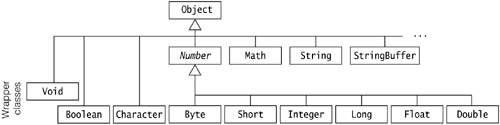 Object
Number
Math
String
StringBuffer
...
Wrapper
classes
Void
Boolean
Character
Byte
Short
Integer
Long
Float
Double